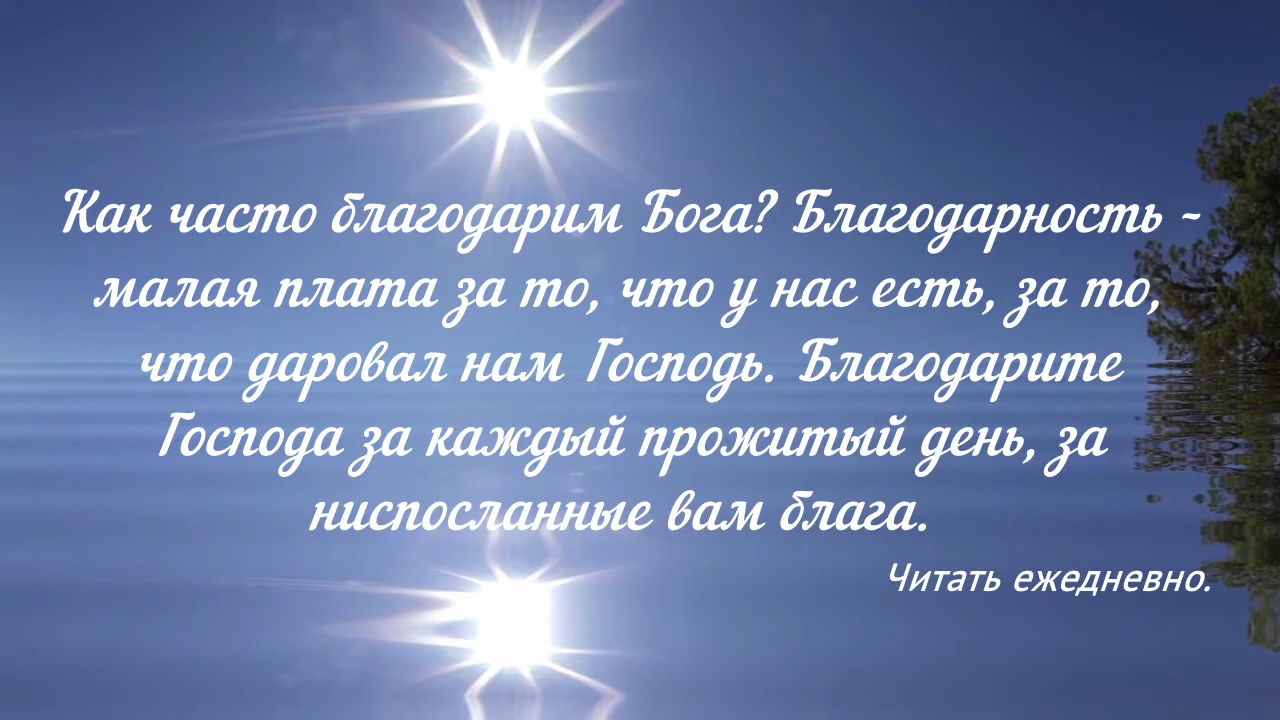 Как часто благодарим Бога? Благодарность -
малая плата за то, что у нас есть, за то,
что даровал нам Господь. Благодарите
Господа за каждый прожитый день, за
ниспосланные вам блага.
Читать ежедневно.